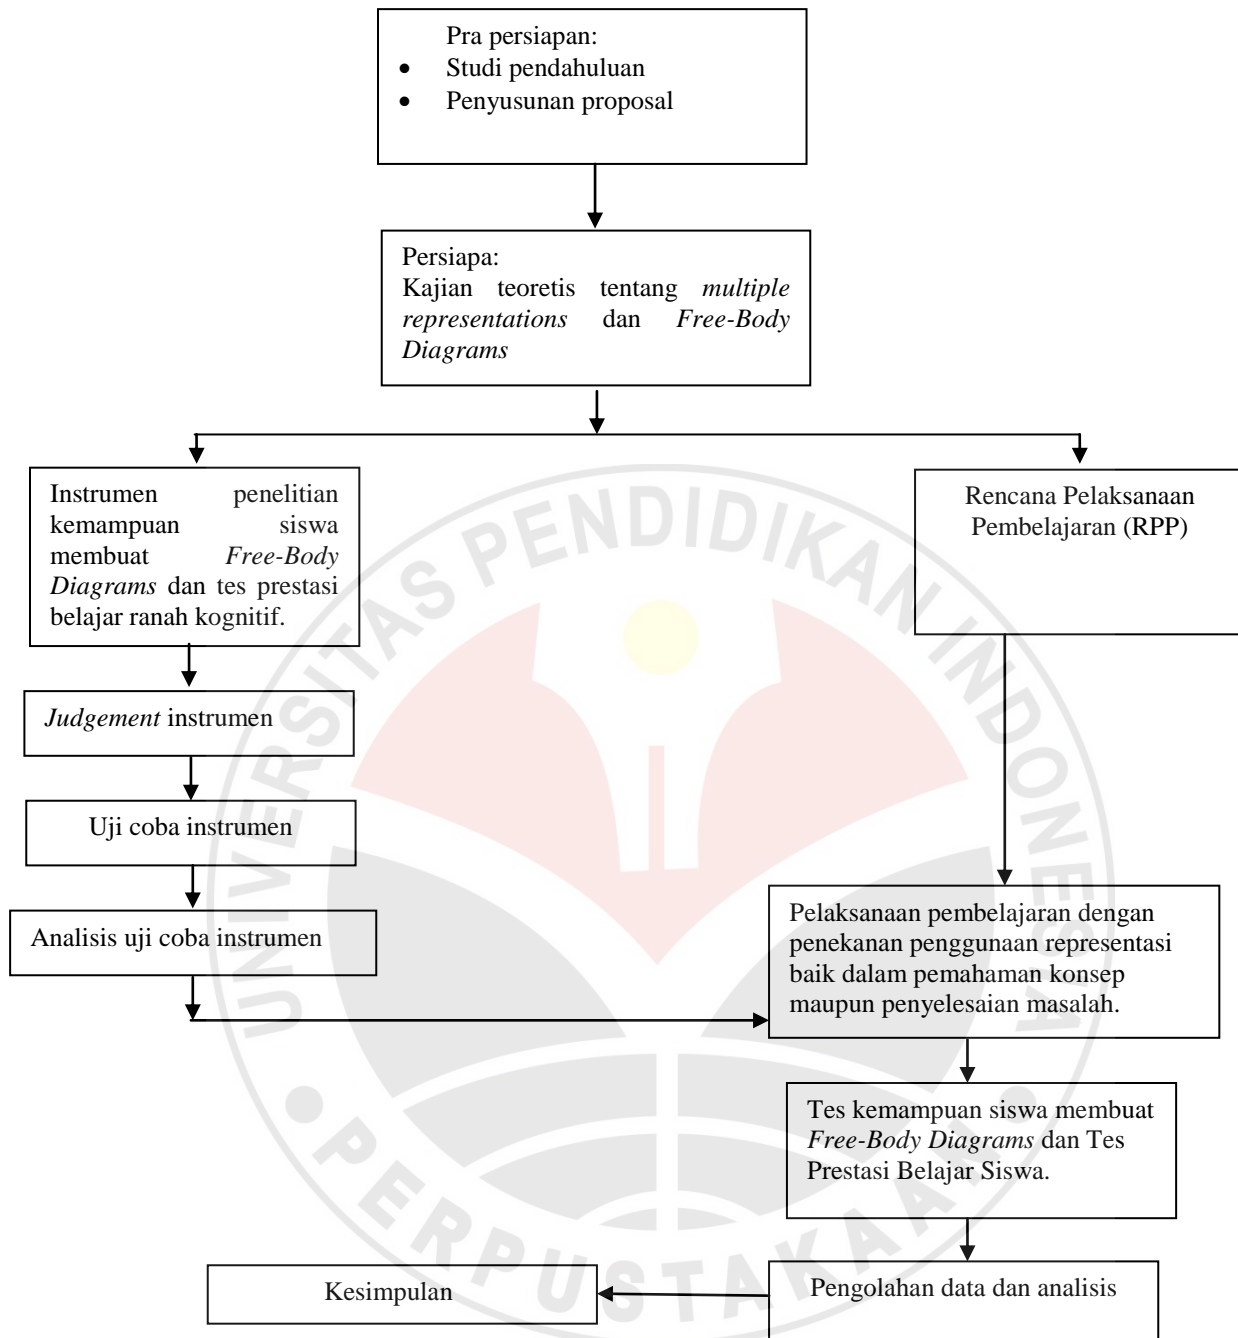 Pra persiapan:
• Studi pendahuluan
• Penyusunan proposal
Persiapa:
Kajian teoretis tentang multiple
representations dan Free-Body
Diagrams
Instrumen penelitian
kemampuan siswa
membuat Free-Body
Diagrams dan tes prestasi
belajar ranah kognitif.
Rencana Pelaksanaan
Pembelajaran (RPP)
Judgement instrumen
Uji coba instrumen
Analisis uji coba instrumen
Pelaksanaan pembelajaran dengan
penekanan penggunaan representasi
baik dalam pemahaman konsep
maupun penyelesaian masalah.
Tes kemampuan siswa membuat
Free-Body Diagrams dan Tes
Prestasi Belajar Siswa.
Pengolahan data dan analisis
Kesimpulan
UNIVERSITAS PENDIDIKAN INDONESIA
PERPUSTAKAAN